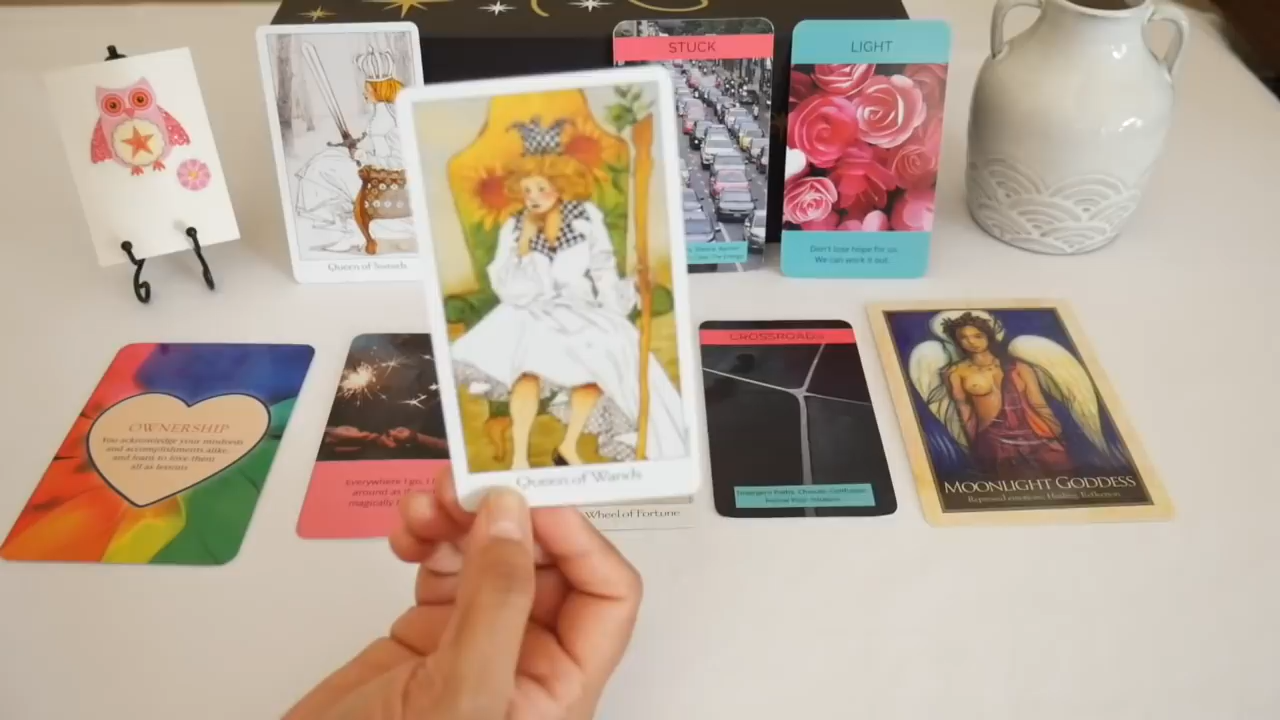 STUCK
LIGHT
Don't lose hope for us.
We can work it out.
Queen of Swords
OWNERSHIP
You acknowledge your mistakes
and accomplishments alike,
and learn to love them
all as lessons
Everywhere I go, I
around as
magically
Queen of Wands
Wheel of Fortune
CROSSROADS
MOONLIGHT GODDESS
Repressed emotions, Healing, Reflection